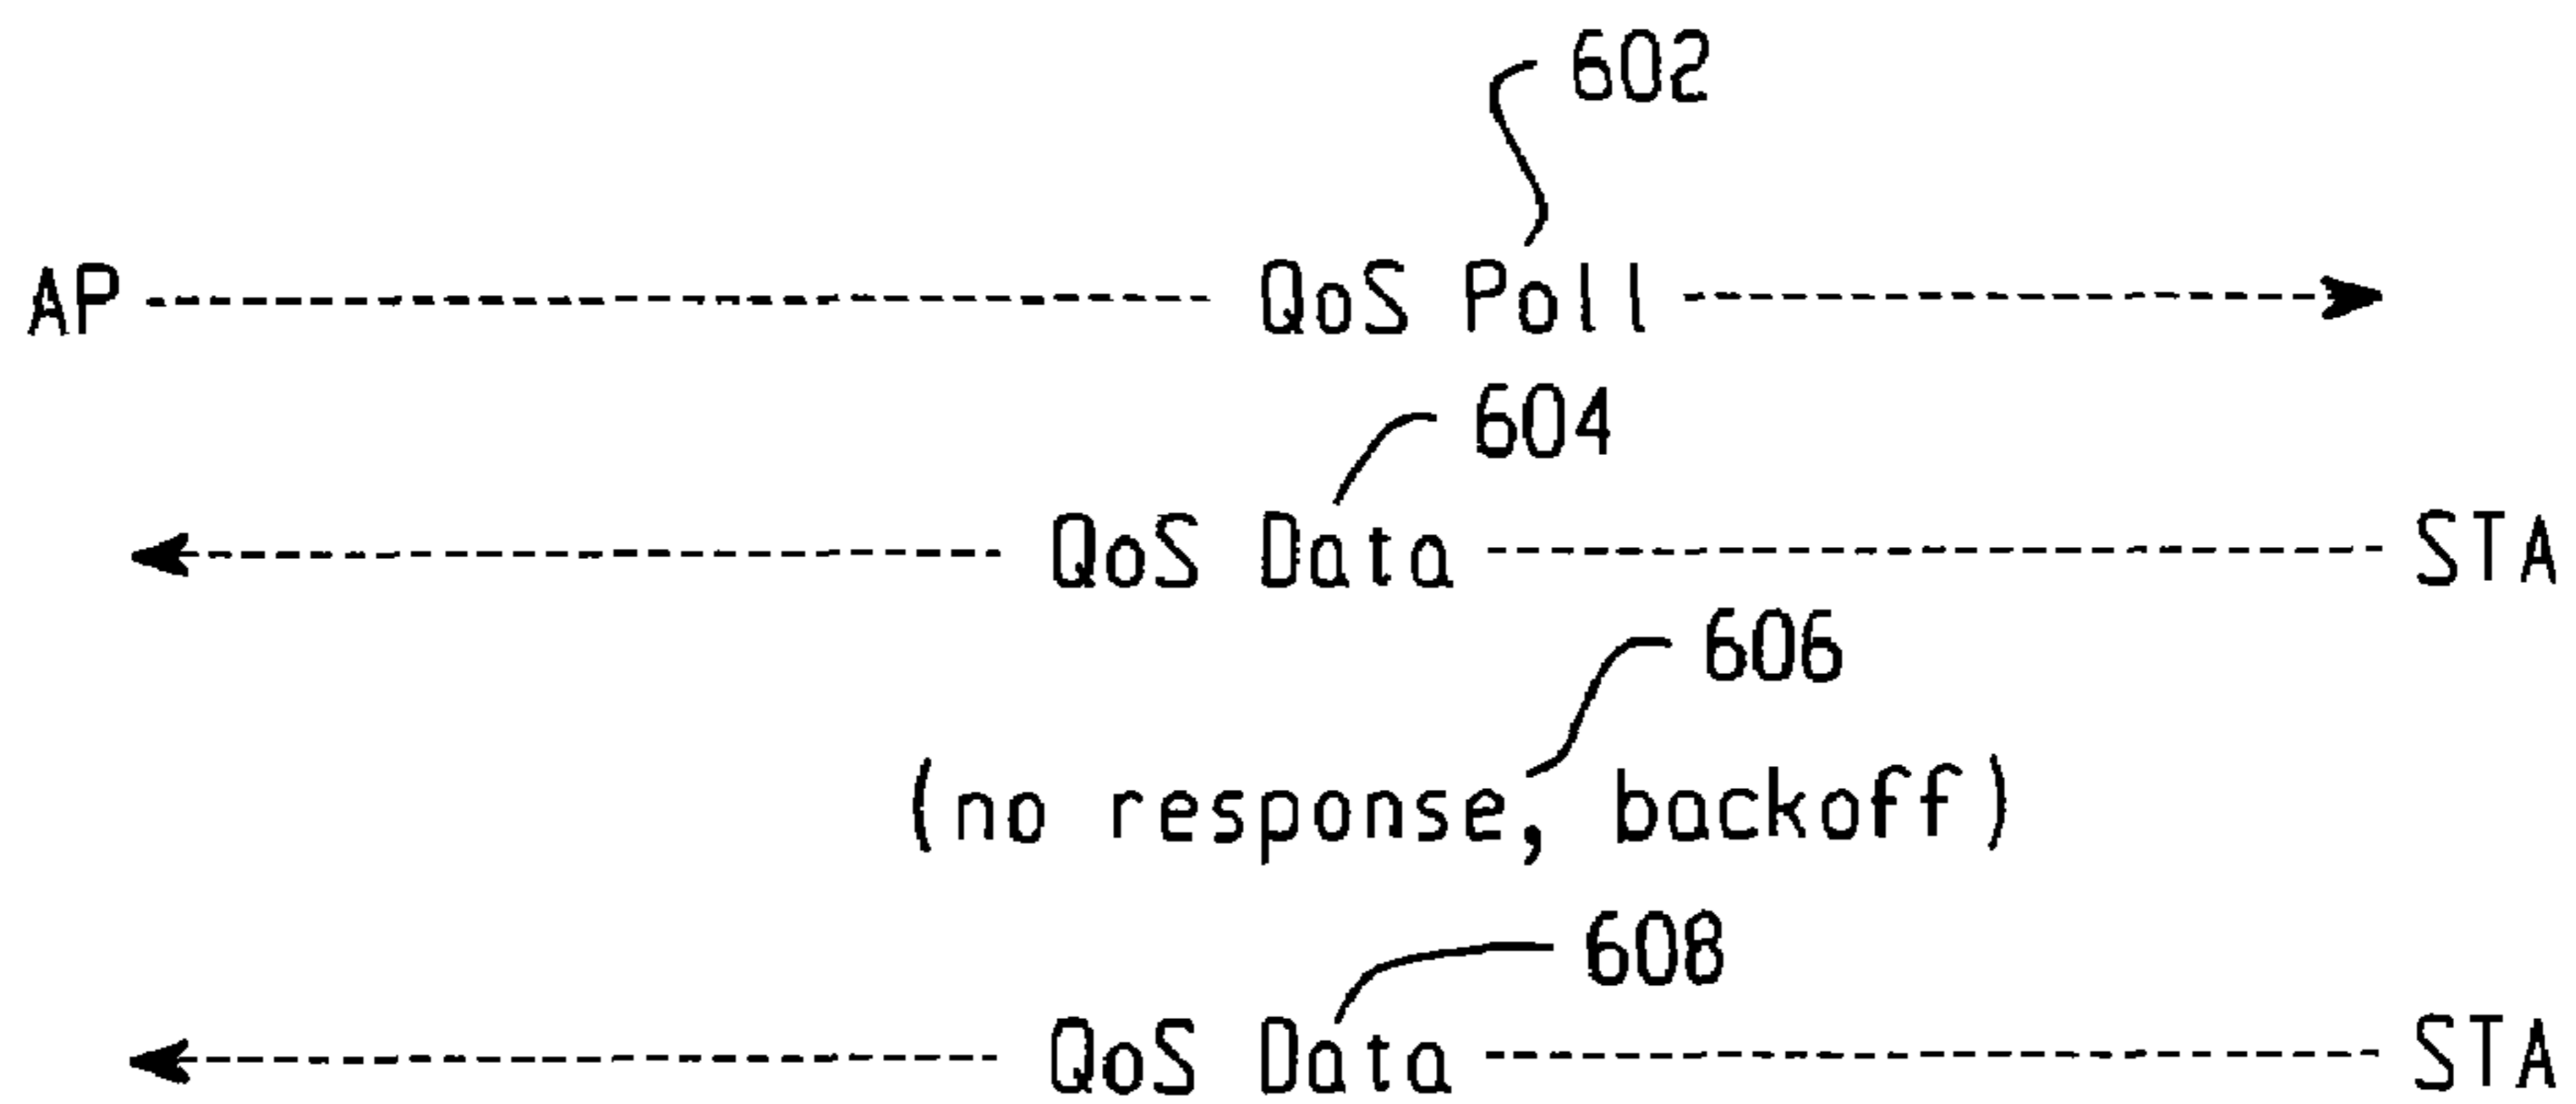 602
AP QoS Poll
604
QoS Data STA
606
(no response, backoff)
608
QoS Data STA